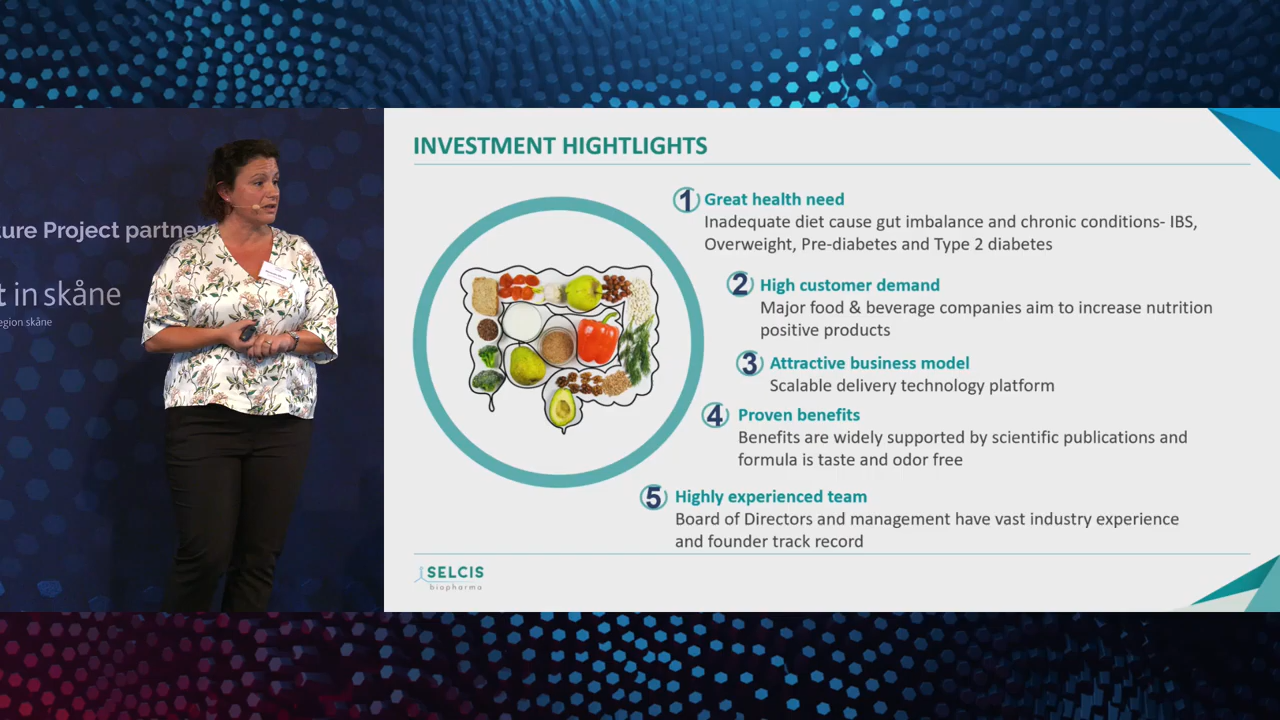 ture Project partner
t in skåne
egion skåne
INVESTMENT HIGHTLIGHTS
1 Great health need
Inadequate diet cause gut imbalance and chronic conditions- IBS,
Overweight, Pre-diabetes and Type 2 diabetes
2 High customer demand
Major food & beverage companies aim to increase nutrition
positive products
3 Attractive business model
Scalable delivery technology platform
4 Proven benefits
Benefits are widely supported by scientific publications and
formula is taste and odor free
5 Highly experienced team
Board of Directors and management have vast industry experience
and founder track record
SELCIS
biopharma